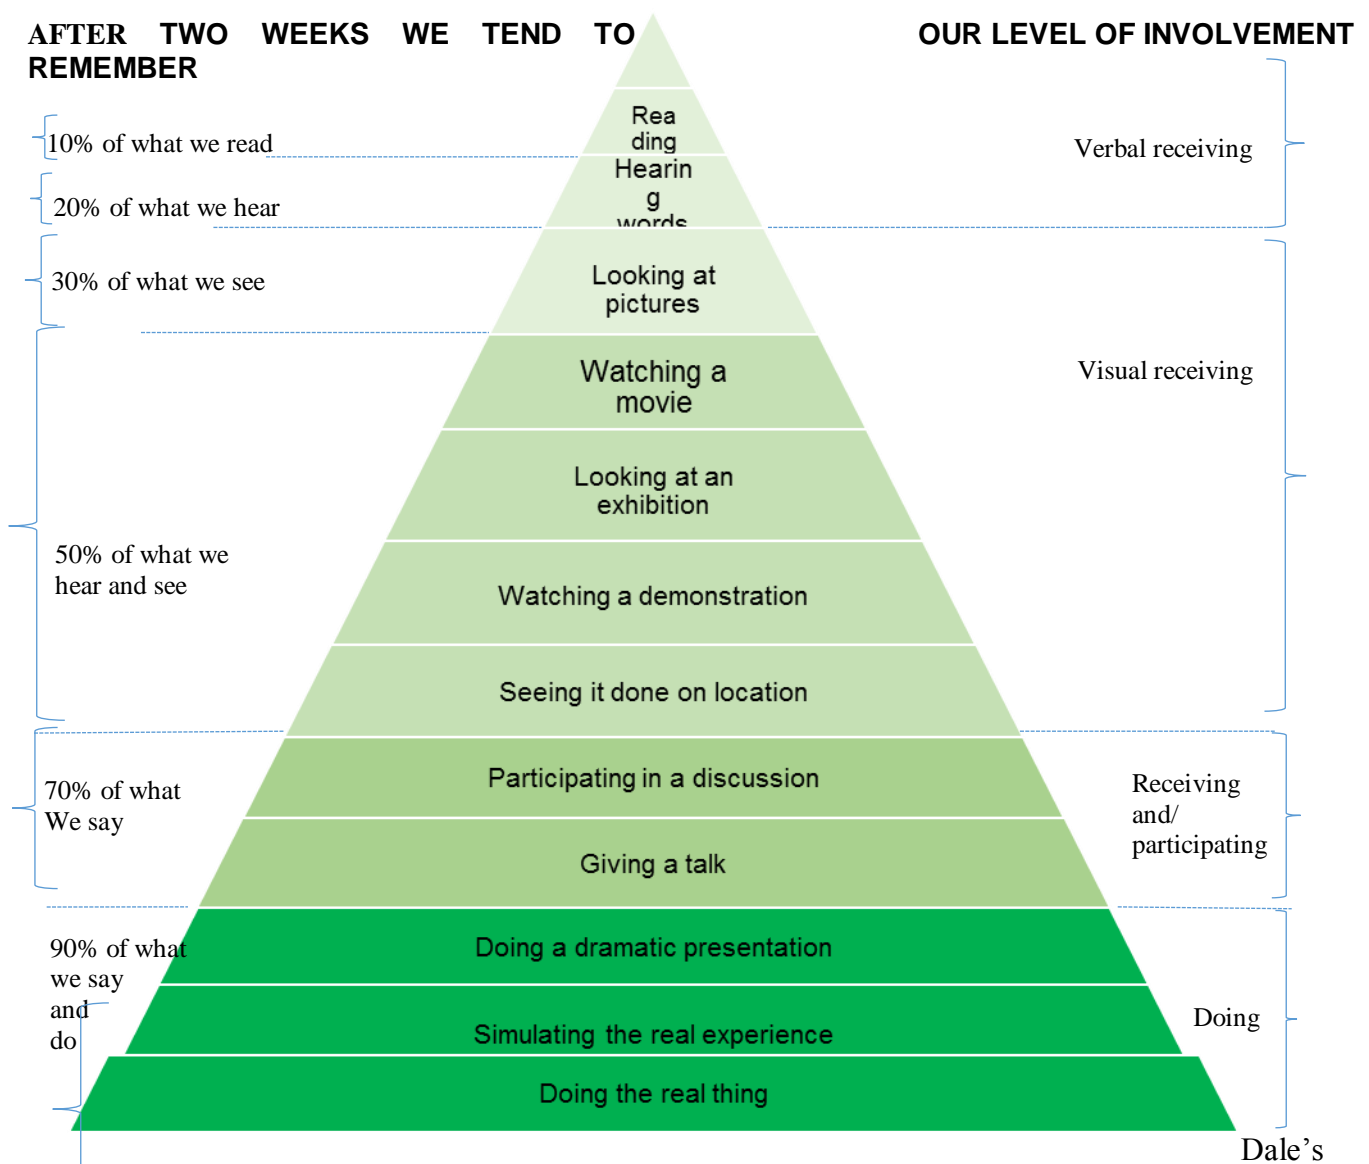 AFTER TWO WEEKS WE TEND TO
REMEMBER
OUR LEVEL OF INVOLVEMENT
Rea
ding
10% of what we read
Verbal receiving
Hearin
g
words
20% of what we hear
30% of what we see
Looking at
pictures
Watching a
movie
Visual receiving
Looking at an
exhibition
50% of what we
hear and see
Watching a demonstration
Seeing it done on location
70% of what
We say
Participating in a discussion
Receiving
and/
participating
Giving a talk
90% of what
we say
and
do
Doing a dramatic presentation
Simulating the real experience
Doing
Doing the real thing
Dale's